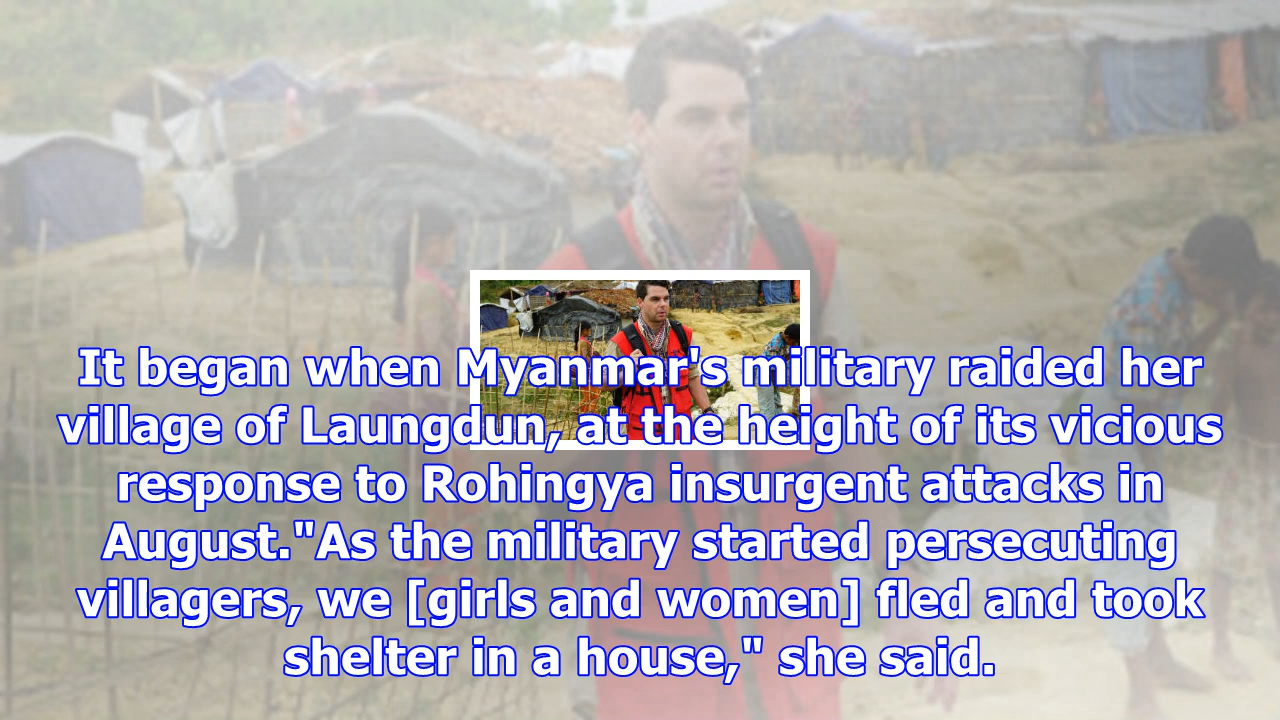 It began when Myanmar's military raided her
village of Laungdun, at the height of its vicious
response to Rohingya insurgent attacks in
August."As the military started persecuting
villagers, we [girls and women] fled and took
shelter in a house," she said.